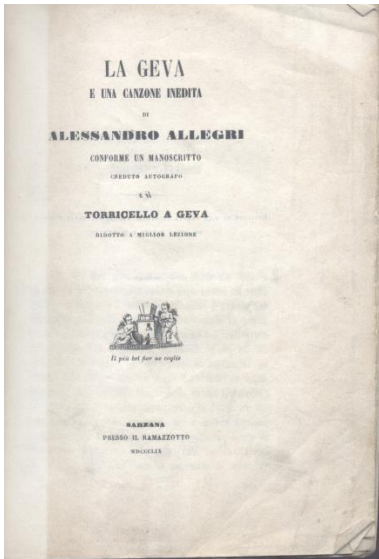 LA GEVA
E UNA CANZONE INEDITA
DI
ALESSANDRO ALLEGRI
CONFORME UN MANOSCRITTO
CREDUTO AUTOGRAFO
E IL
TORRICELLO A GEVA
RIDOTTO A MIGLIOR LEZIONE
Il più bel fior ne coglie
SARZANA
PRESSO IL RAMAZZOTTO
MDCCCLIX